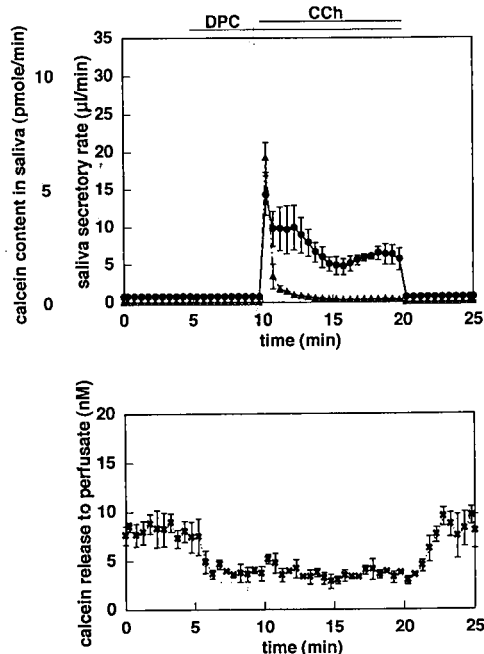 DPC
CCh
calcein content in saliva (pmole/min)
10
5
0
saliva secretory rate (μl/min)
35
30
25
20
15
10
5
0
0 5 10 15 20 25
time (min)
calcein release to perfusate (nM)
20
15
10
5
0
0 5 10 15 20 25
time (min)